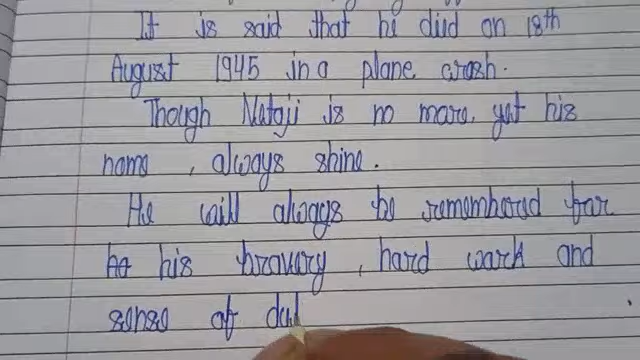 It is said that he died on 18th
August 1945 in a plane crash.
Though Netaji is no more, yet his
name, always shine.
He will always be remembered for
his bravery, hard work and
sense of